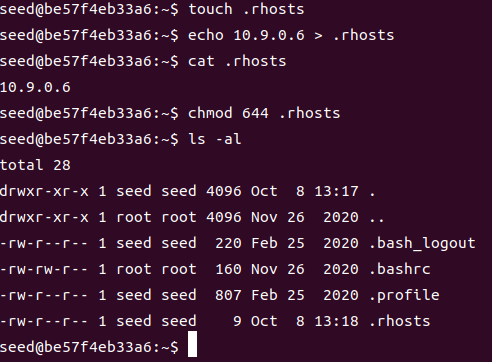 seed@be57f4eb33a6:~$ touch .rhosts
seed@be57f4eb33a6:~$ echo 10.9.0.6 > .rhosts
seed@be57f4eb33a6:~$ cat .rhosts
10.9.0.6
seed@be57f4eb33a6:~$ chmod 644 .rhosts
seed@be57f4eb33a6:~$ ls -al
total 28
drwxr-xr-x 1 seed seed 4096 Oct  8 13:17 .
drwxr-xr-x 1 root root 4096 Nov 26  2020 ..
-rw-r--r-- 1 seed seed  220 Feb 25  2020 .bash_logout
-rw-rw-r-- 1 root root  160 Nov 26  2020 .bashrc
-rw-r--r-- 1 seed seed  807 Feb 25  2020 .profile
-rw-r--r-- 1 seed seed    9 Oct  8 13:18 .rhosts
seed@be57f4eb33a6:~$